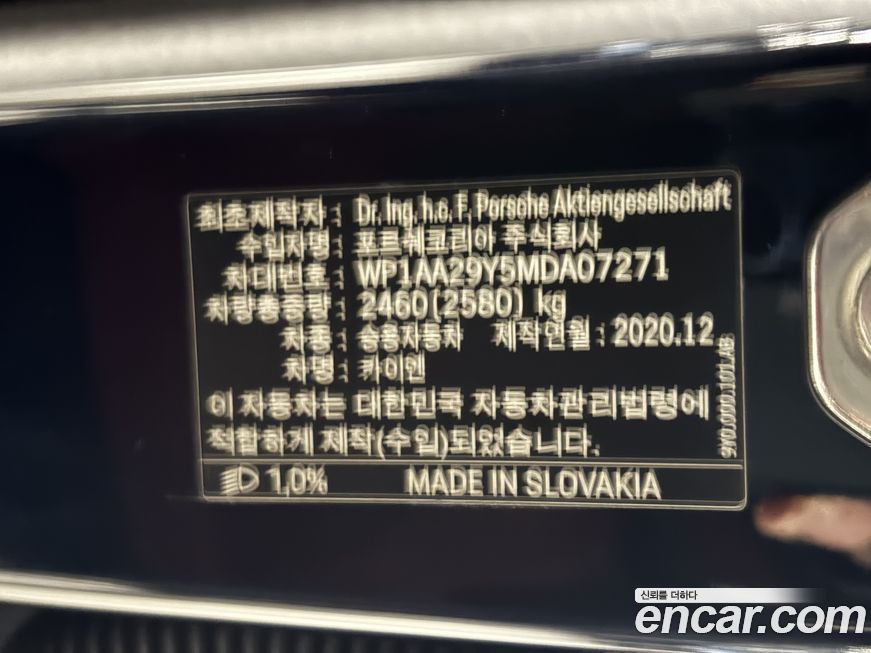 최초제작자 : Dr. Ing. h.c. F. Porsche Aktiengesellschaft
수입자명 : 포르쉐코리아 주식회사
차대번호 : WP1AA29Y5MDA07271
차량총중량 : 2460(2580) kg
차종 : 승용자동차 제작연월 : 2020.12
차명 : 카이엔
이 자동차는 대한민국 자동차관리법령에
적합하게 제작(수입)되었습니다.
1,0% MADE IN SLOVAKIA
9Y0.000.101.AB
신뢰를 더하다
encar.com